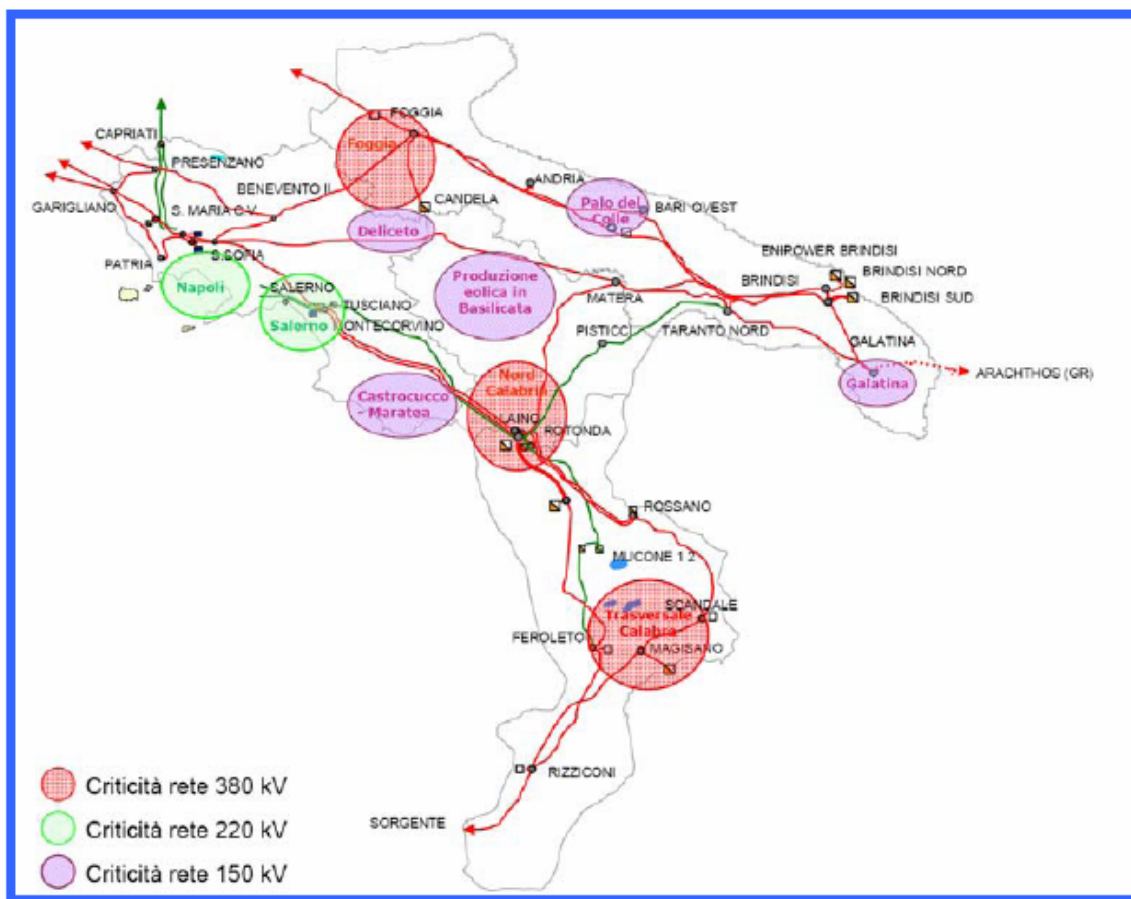 FOGGIA
Foggia
CAPRIATI
PRESENZANO
BENEVENTO II
ANDRIA
CANDELA
GARIGLIANO
S. MARIA C.V.
Palo del
Colle
BARI OVEST
Deliceto
ENIPOWER BRINDISI
S.SOFIA
PATRIA
BRINDISI NORD
BRINDISI
Napoli
Produzione
eolica in
Basilicata
SALERNO
TUSCIANO
MATERA
BRINDISI SUD
Salerno
MONTECORVINO
PISTICCI
TARANTO NORD
GALATINA
ARACHTHOS (GR)
Galatina
Nord
Calabria
Castrocucco
Maratea
LAINO
ROTONDA
ROSSANO
MUCONE 1 2
SCANDALE
Trasversale
Calabra
FEROLETO
MAGISANO
RIZZICONI
SORGENTE
Criticità rete 380 kV
Criticità rete 220 kV
Criticità rete 150 kV